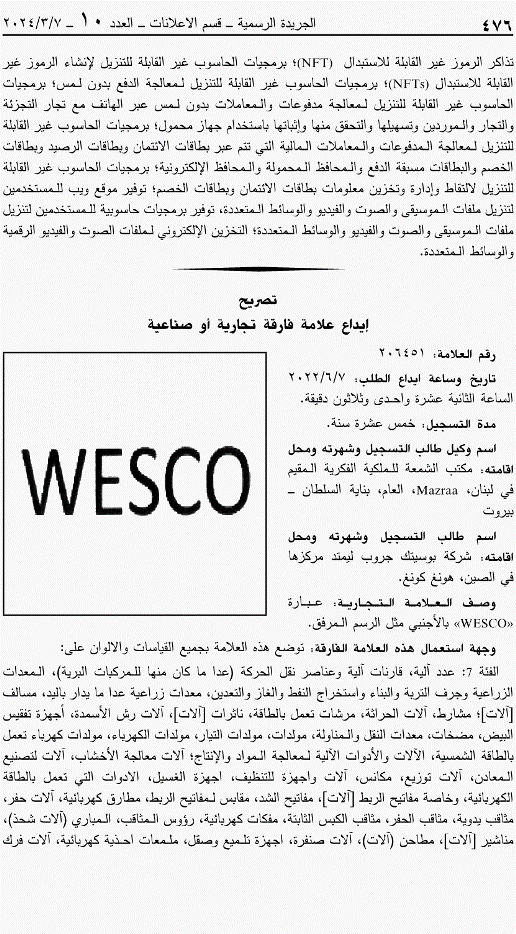 ٤٧٦ الجريدة الرسمية ــ قسم الاعلانات ــ العدد ١٠ ــ ٢٠٢٤/٣/٧
تذاكر الرموز غير القابلة للاستبدال (NFT)؛ برمجيات الحاسوب غير القابلة للتنزيل لإنشاء الرموز غير
القابلة للاستبدال (NFTs)؛ برمجيات الحاسوب غير القابلة للتنزيل لمعالجة الدفع بدون لمس؛ برمجيات
الحاسوب غير القابلة للتنزيل لمعالجة مدفوعات والمعاملات بدون لمس عبر الهاتف مع تجار التجزئة
والتجار والموردين وتسهيلها والتحقق منها وإثباتها باستخدام جهاز محمول؛ برمجيات الحاسوب غير القابلة
للتنزيل لمعالجة المدفوعات والمعاملات المالية التي تتم عبر بطاقات الائتمان وبطاقات الرصيد وبطاقات
الخصم والبطاقات مسبقة الدفع والمحافظ المحمولة والمحافظ الإلكترونية؛ برمجيات الحاسوب غير القابلة
للتنزيل لالتقاط وإدارة وتخزين معلومات بطاقات الائتمان وبطاقات الخصم؛ توفير موقع ويب للمستخدمين
لتنزيل ملفات الموسيقى والصوت والفيديو والوسائط المتعددة، توفير برمجيات حاسوبية للمستخدمين لتنزيل
ملفات الموسيقى والصوت والفيديو والوسائط المتعددة؛ التخزين الإلكتروني لملفات الصوت والفيديو الرقمية
والوسائط المتعددة.
تصريح
إيداع علامة فارقة تجارية أو صناعية
رقم العلامة: ٢٠٦٤٥١
تاريخ وساعة ايداع الطلب: ٢٠٢٢/٦/٧
الساعة الثانية عشرة واحدى وثلاثون دقيقة.
مدة التسجيل: خمس عشرة سنة.
اسم وكيل طالب التسجيل وشهرته ومحل
اقامته: مكتب الشمعة للملكية الفكرية المقيم
في لبنان، Mazraa، العام، بناية السلطان ــ
بيروت
اسم طالب التسجيل وشهرته ومحل
اقامته: شركة بوسيتك جروب ليمتد مركزها
في الصين، هونغ كونغ.
وصف العلامة التجارية: عبارة
«WESCO» بالأجنبي مثل الرسم المرفق.
WESCO
وجهة استعمال هذه العلامة الفارقة: توضع هذه العلامة بجميع القياسات والالوان على:
الفئة 7: عدد آلية، قارنات آلية وعناصر نقل الحركة (عدا ما كان منها للمركبات البرية)، المعدات
الزراعية وجرف التربة والبناء واستخراج النفط والغاز والتعدين، معدات زراعية عدا ما يدار باليد، مسالف
[آلات]؛ مشارط، آلات الحراثة، مرشات تعمل بالطاقة، ناثرات [آلات]، آلات رش الأسمدة، أجهزة تفقيس
البيض، مضخات، معدات النقل والمناولة، مولدات، مولدات التيار، مولدات الكهرباء، مولدات كهرباء تعمل
بالطاقة الشمسية، الآلات والأدوات الآلية لمعالجة المواد والإنتاج؛ آلات معالجة الأخشاب، آلات لتصنيع
المعادن، آلات توزيع، مكانس، آلات واجهزة للتنظيف، اجهزة الغسيل، الادوات التي تعمل بالطاقة
الكهربائية، وخاصة مفاتيح الربط [آلات]، مفاتيح الشد، مقابس لمفاتيح الربط، مطارق كهربائية، آلات حفر،
مثاقب يدوية، مثاقب الحفر، مثاقب الكبس الثابتة، مفكات كهربائية، رؤوس المثاقب، المباري (آلات شحذ)،
مناشير [آلات]، مطاحن (آلات)، آلات صنفرة، اجهزة تلميع وصقل، ملمعات احذية كهربائية، آلات فرك